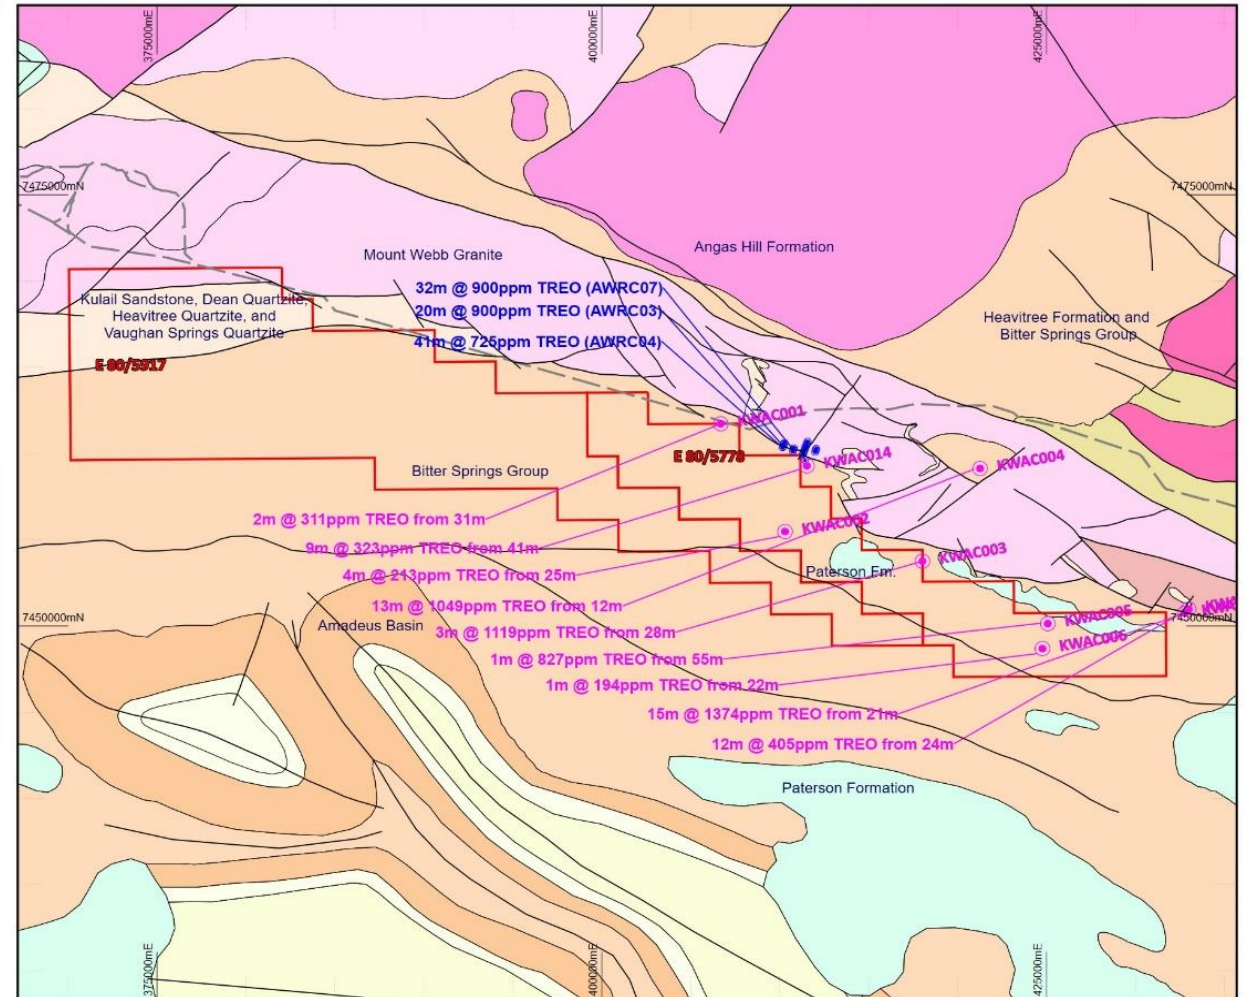 375000mE
400000mE
425000mE
7475000mN
7475000mN
Angas Hill Formation
Mount Webb Granite
32m @ 900ppm TREO (AWRC07)
20m @ 900ppm TREO (AWRC03)
41m @ 725ppm TREO (AWRC04)
Kulail Sandstone, Dean Quartzite,
Heavitree Quartzite, and
Vaughan Springs Quartzite
Heavitree Formation and
Bitter Springs Group
E 80/5917
KWAC001
E 80/5778
KWAC014
KWAC004
Bitter Springs Group
2m @ 311ppm TREO from 31m
KWAC002
9m @ 323ppm TREO from 41m
KWAC003
4m @ 213ppm TREO from 25m
Paterson Fm.
13m @ 1049ppm TREO from 12m
KWAC005
7450000mN
7450000mN
Amadeus Basin
3m @ 1119ppm TREO from 28m
KWAC006
1m @ 827ppm TREO from 55m
1m @ 194ppm TREO from 22m
15m @ 1374ppm TREO from 21m
12m @ 405ppm TREO from 24m
Paterson Formation
375000mE
400000mE
425000mE